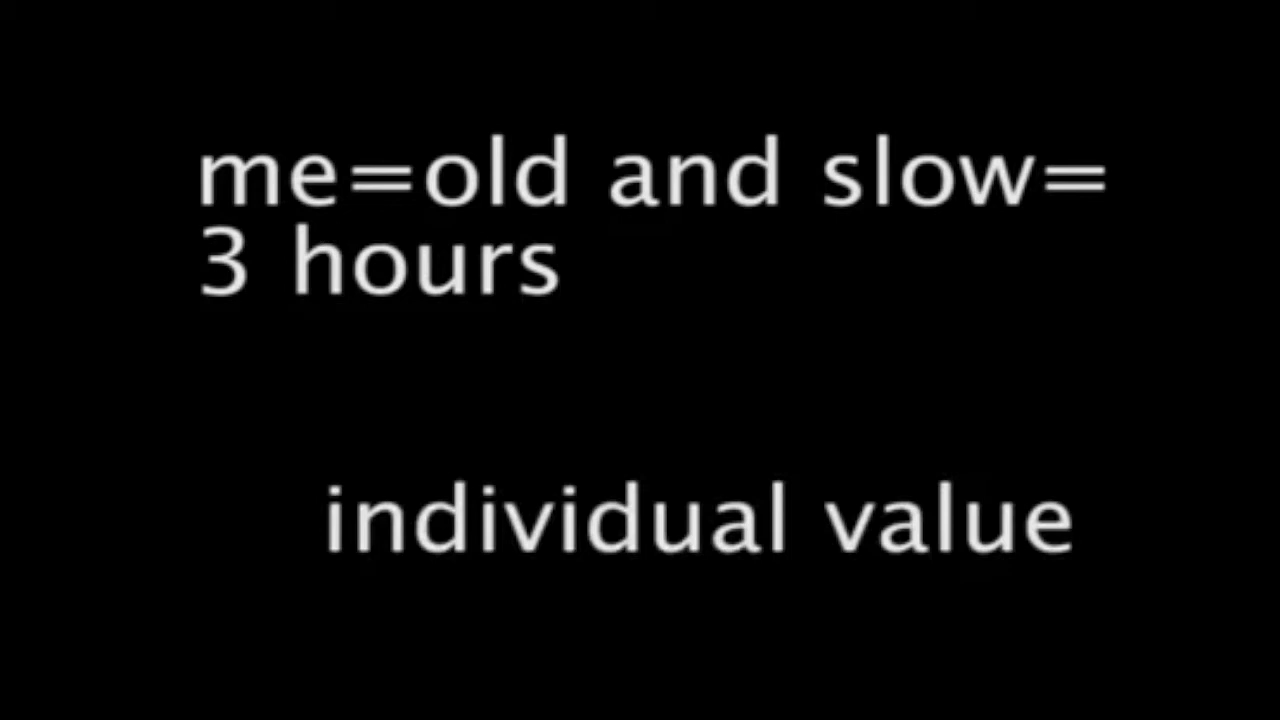 me=old and slow=
3 hours
individual value